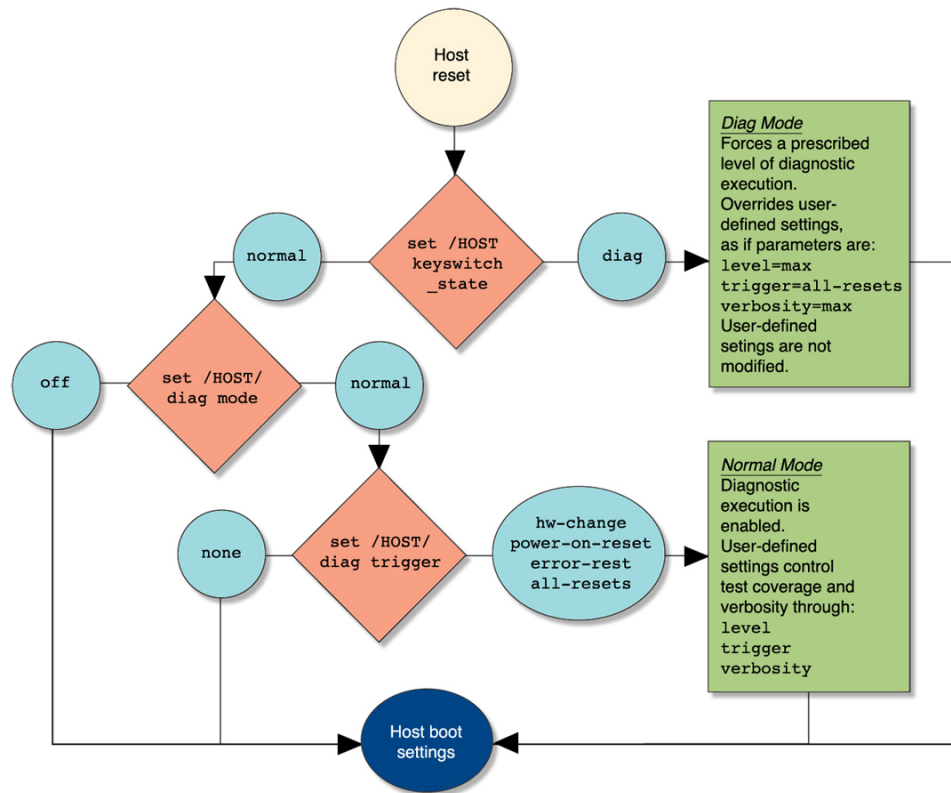 Host
reset
Diag Mode
Forces a prescribed
level of diagnostic
execution.
Overrides user-
defined settings,
as if parameters are:
level=max
trigger=all-resets
verbosity=max
User-defined
setings are not
modified.
normal
set /HOST
keyswitch
_state
diag
off
set /HOST/
diag mode
normal
none
set /HOST/
diag trigger
hw-change
power-on-reset
error-rest
all-resets
Normal Mode
Diagnostic
execution is
enabled.
User-defined
settings control
test coverage and
verbosity through:
level
trigger
verbosity
Host boot
settings